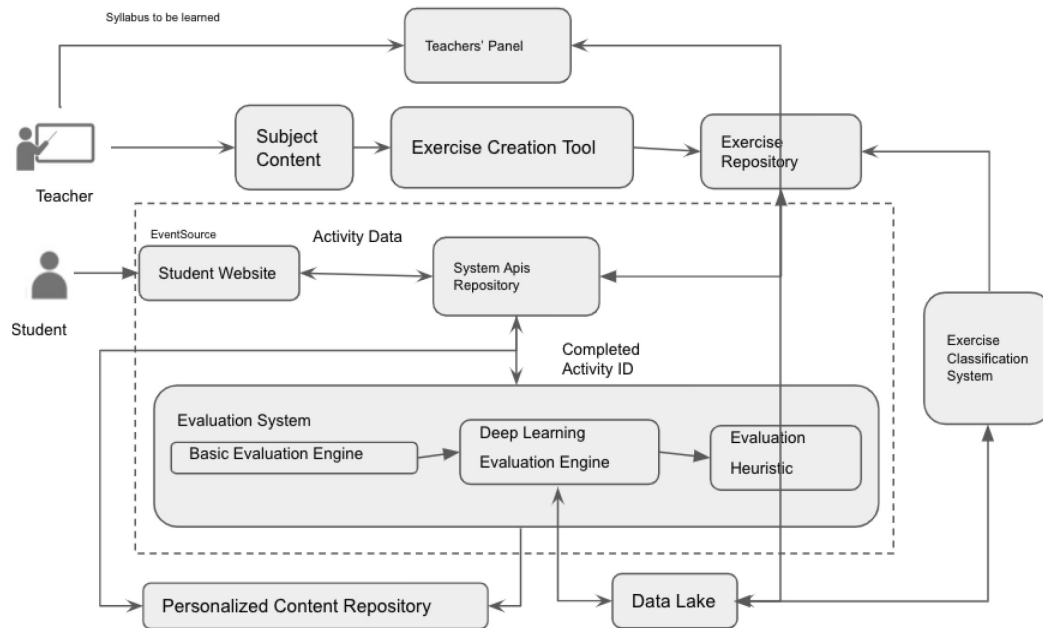 Syllabus to be learned
Teachers' Panel
Subject
Content
Exercise Creation Tool
Exercise
Repository
Teacher
EventSource
Activity Data
Student Website
System Apis
Repository
Student
Completed
Activity ID
Exercise
Classification
System
Evaluation System
Basic Evaluation Engine
Deep Learning
Evaluation Engine
Evaluation
Heuristic
Personalized Content Repository
Data Lake